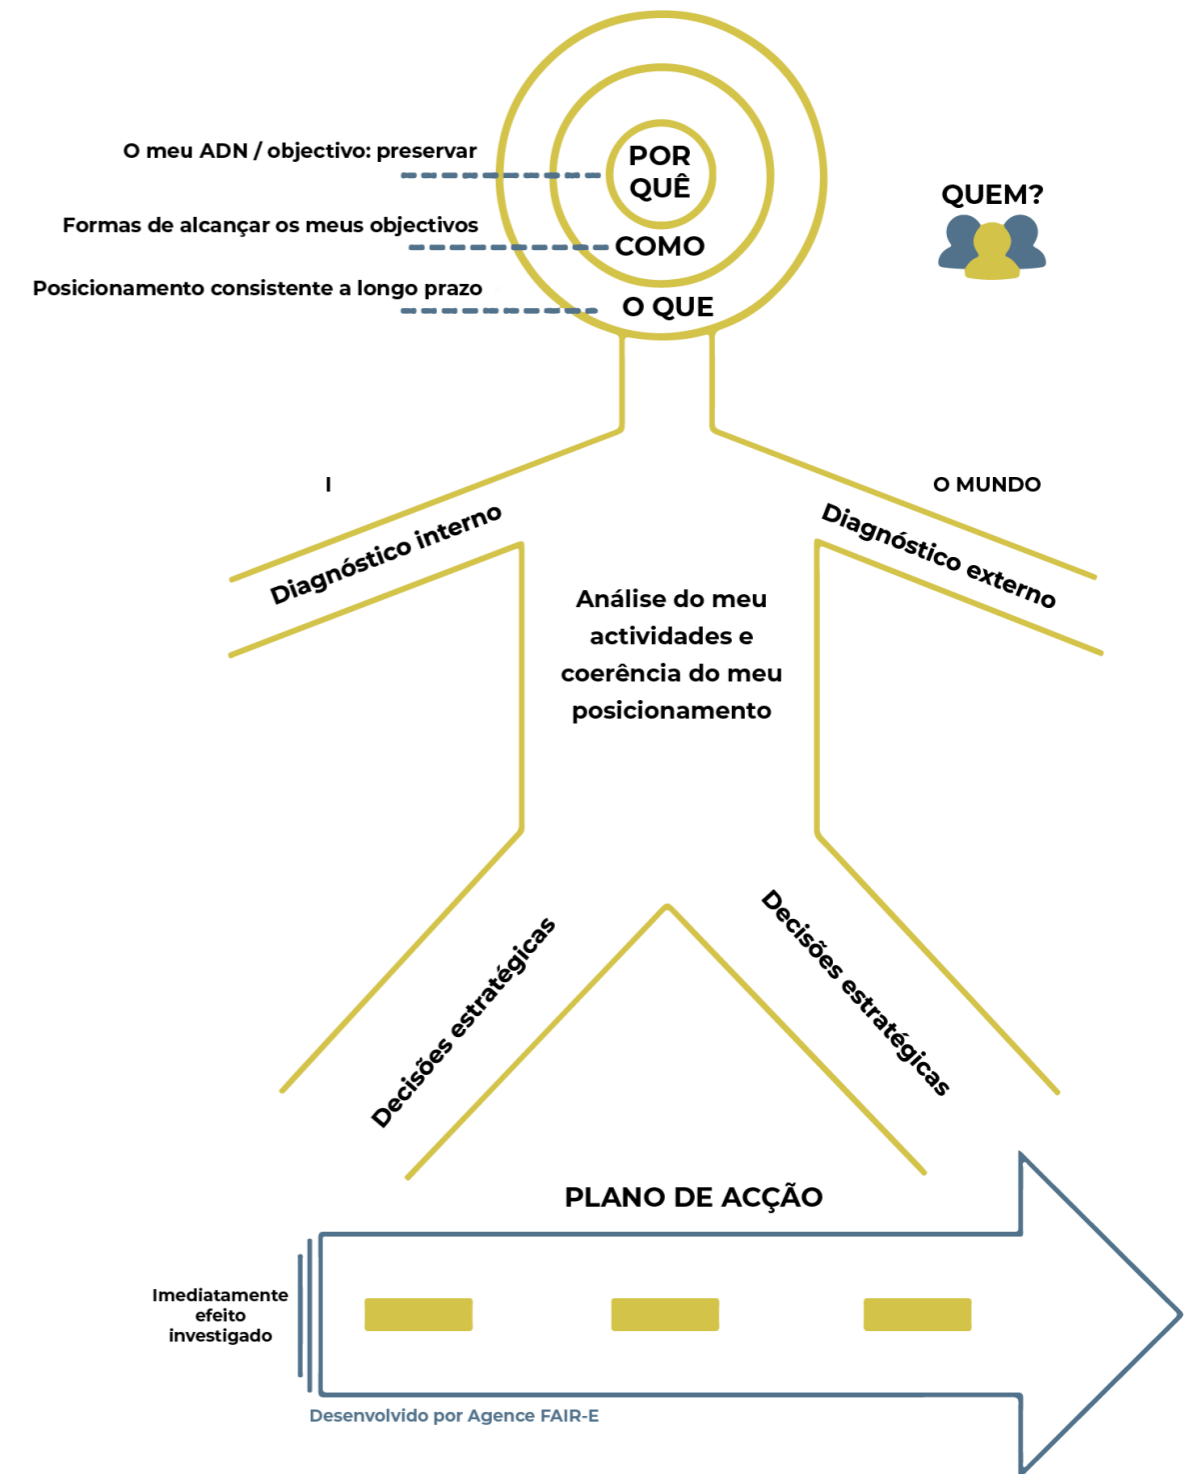 POR
QUÊ
O meu ADN / objectivo: preservar
QUEM?
Formas de alcançar os meus objectivos
COMO
Posicionamento consistente a longo prazo
O QUE
I
O MUNDO
Diagnóstico interno
Diagnóstico externo
Análise do meu
actividades e
coerência do meu
posicionamento
Decisões estratégicas
Decisões estratégicas
PLANO DE ACÇÃO
Imediatamente
efeito
investigado
Desenvolvido por Agence FAIR-E